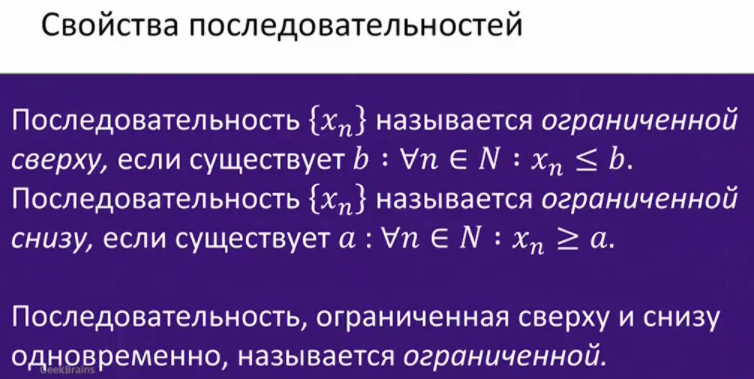 Свойства последовательностей
Последовательность {xₙ} называется ограниченной
сверху, если существует b : ∀n ∈ N : xₙ ≤ b.
Последовательность {xₙ} называется ограниченной
снизу, если существует a : ∀n ∈ N : xₙ ≥ a.
Последовательность, ограниченная сверху и снизу
одновременно, называется ограниченной.
GeekBrains